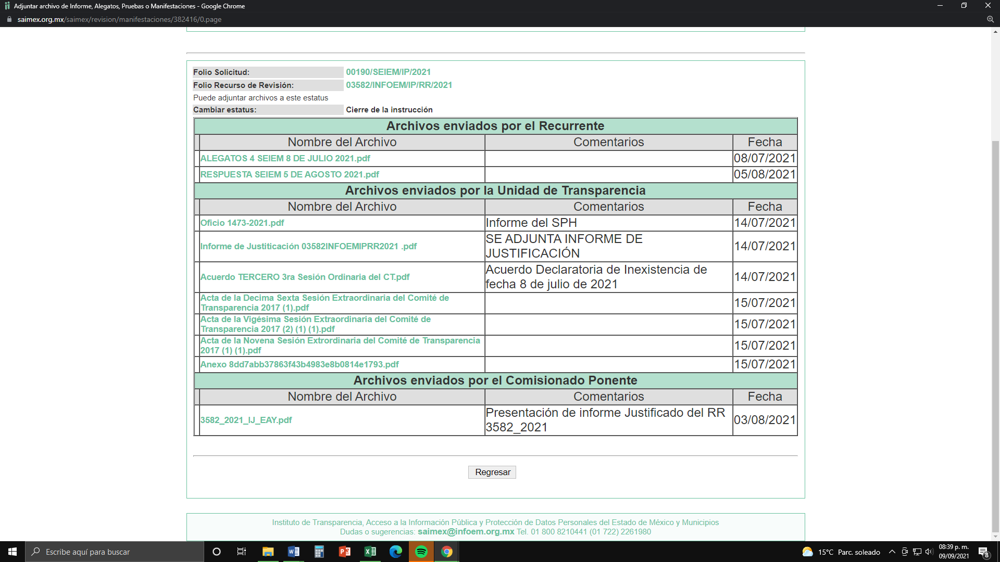 Adjuntar archivo de Informe, Alegatos, Pruebas o Manifestaciones - Google Chrome
saimex.org.mx/saimex/revision/manifestaciones/382416/0.page
Folio Solicitud: 00190/SEIEM/IP/2021
Folio Recurso de Revisión: 03582/INFOEM/IP/RR/2021
Puede adjuntar archivos a este estatus
Cambiar estatus: Cierre de la instrucción
Archivos enviados por el Recurrente
Nombre del Archivo Comentarios Fecha
ALEGATOS 4 SEIEM 8 DE JULIO 2021.pdf 08/07/2021
RESPUESTA SEIEM 5 DE AGOSTO 2021.pdf 05/08/2021
Archivos enviados por la Unidad de Transparencia
Nombre del Archivo Comentarios Fecha
Oficio 1473-2021.pdf Informe del SPH 14/07/2021
Informe de Justiticación 03582INFOEMIPRR2021 .pdf SE ADJUNTA INFORME DE
JUSTIFICACIÓN 14/07/2021
Acuerdo TERCERO 3ra Sesión Ordinaria del CT.pdf Acuerdo Declaratoria de Inexistencia de
fecha 8 de julio de 2021 14/07/2021
Acta de la Decima Sexta Sesión Extraordinaria del Comité de
Transparencia 2017 (1).pdf 15/07/2021
Acta de la Vigésima Sesión Extraordinaria del Comité de
Transparencia 2017 (2) (1) (1).pdf 15/07/2021
Acta de la Novena Sesión Extrordinaria del Comité de Transparencia
2017 (1) (1).pdf 15/07/2021
Anexo 8dd7abb37863f43b4983e8b0814e1793.pdf 15/07/2021
Archivos enviados por el Comisionado Ponente
Nombre del Archivo Comentarios Fecha
3582_2021_IJ_EAY.pdf Presentación de informe Justificado del RR
3582_2021 03/08/2021
Regresar
Instituto de Transparencia, Acceso a la Información Pública y Protección de Datos Personales del Estado de México y Municipios
Dudas o sugerencias: saimex@infoem.org.mx Tel. 01 800 8210441 (01 722) 2261980
Escribe aquí para buscar
15°C Parc. soleado
08:39 p. m.
09/09/2021
8